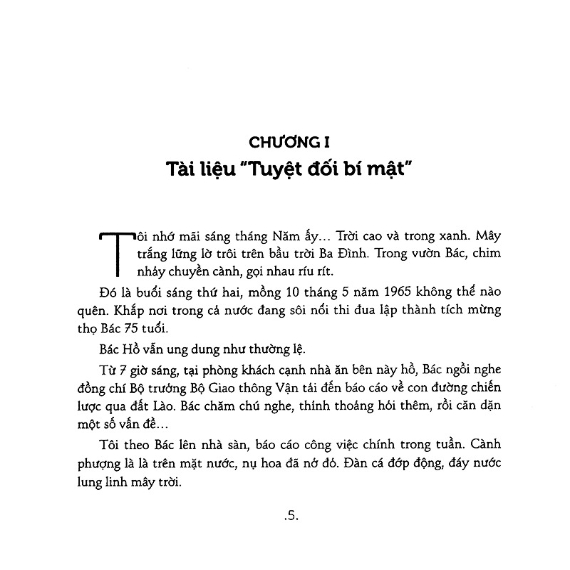 CHƯƠNG I
Tài liệu "Tuyệt đối bí mật"
Tôi nhớ mãi sáng tháng Năm ấy... Trời cao và trong xanh. Mây
trắng lững lờ trôi trên bầu trời Ba Đình. Trong vườn Bác, chim
nhảy chuyền cành, gọi nhau ríu rít.
Đó là buổi sáng thứ hai, mồng 10 tháng 5 năm 1965 không thể nào
quên. Khắp nơi trong cả nước đang sôi nổi thi đua lập thành tích mừng
thọ Bác 75 tuổi.
Bác Hồ vẫn ung dung như thường lệ.
Từ 7 giờ sáng, tại phòng khách cạnh nhà ăn bên này hồ, Bác ngồi nghe
đồng chí Bộ trưởng Bộ Giao thông Vận tải đến báo cáo về con đường chiến
lược qua đất Lào. Bác chăm chú nghe, thỉnh thoảng hỏi thêm, rồi căn dặn
một số vấn đề...
Tôi theo Bác lên nhà sàn, báo cáo công việc chính trong tuần. Cành
phượng là là trên mặt nước, nụ hoa đã nở đỏ. Đàn cá đớp động, đáy nước
lung linh mây trời.
.5.